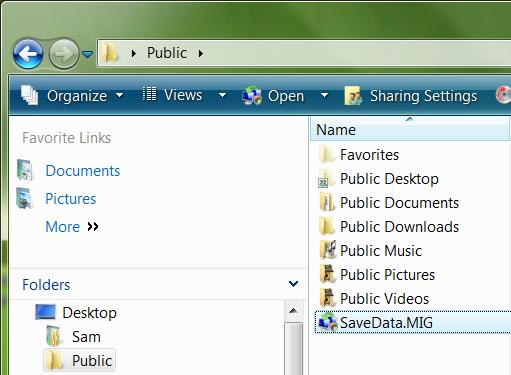 Public
Organize Views Open Sharing Settings
Favorite Links
Documents
Pictures
More
Folders
Desktop
Sam
Public
Name
Favorites
Public Desktop
Public Documents
Public Downloads
Public Music
Public Pictures
Public Videos
SaveData.MIG